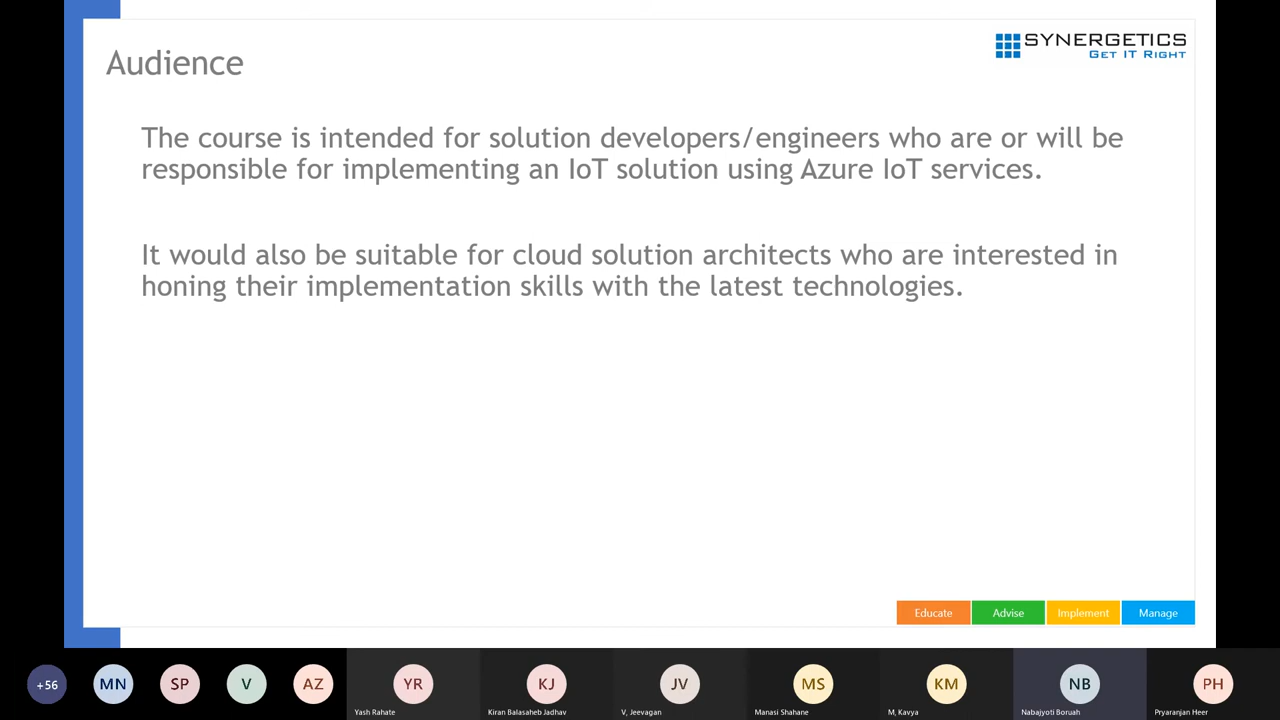 SYNERGETICS
GET IT RIGHT
Audience
The course is intended for solution developers/engineers who are or will be
responsible for implementing an IoT solution using Azure IoT services.
It would also be suitable for cloud solution architects who are interested in
honing their implementation skills with the latest technologies.
Educate Advise Implement Manage
+56 MN SP V AZ YR KJ JV MS KM NB PH
Yash Rahate Kiran Balasaheb Jadhav V, Jeevagan Manasi Shahane M, Kavya Nabajyoti Boruah Pryaranjan Heer